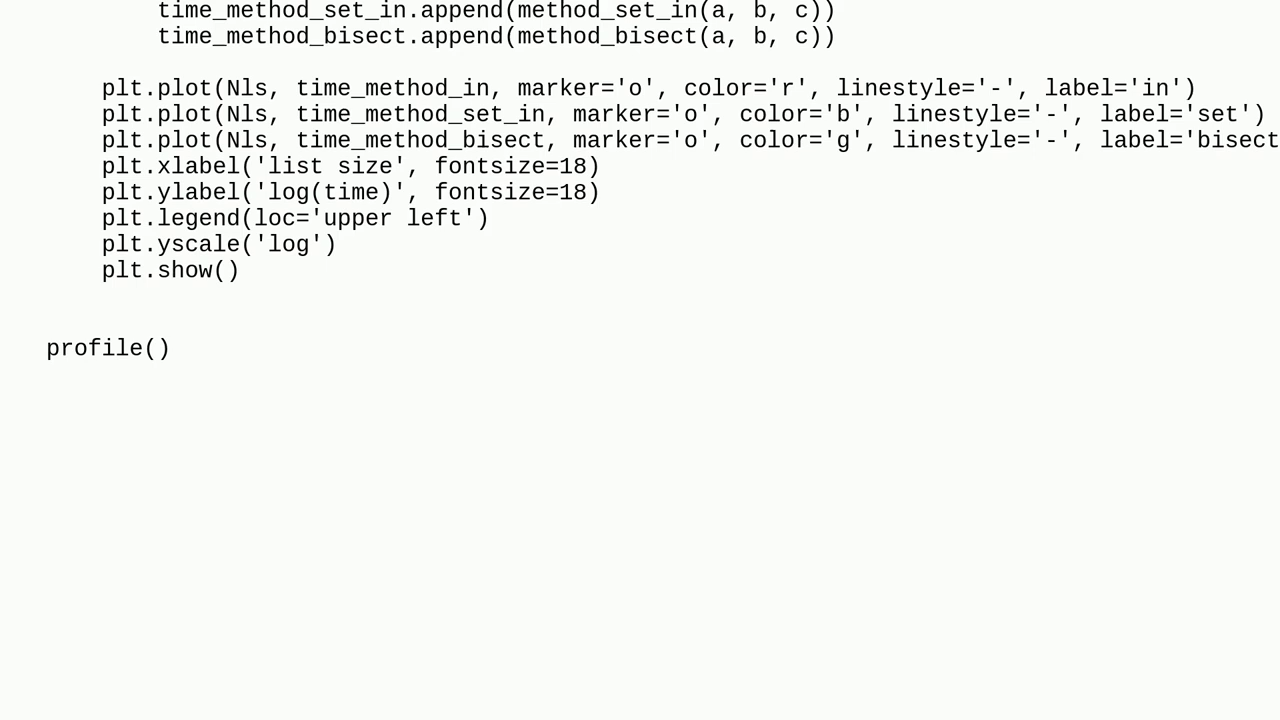 time_method_set_in.append(method_set_in(a, b, c))
time_method_bisect.append(method_bisect(a, b, c))
plt.plot(Nls, time_method_in, marker='o', color='r', linestyle='-', label='in')
plt.plot(Nls, time_method_set_in, marker='o', color='b', linestyle='-', label='set')
plt.plot(Nls, time_method_bisect, marker='o', color='g', linestyle='-', label='bisect
plt.xlabel('list size', fontsize=18)
plt.ylabel('log(time)', fontsize=18)
plt.legend(loc='upper left')
plt.yscale('log')
plt.show()
profile()